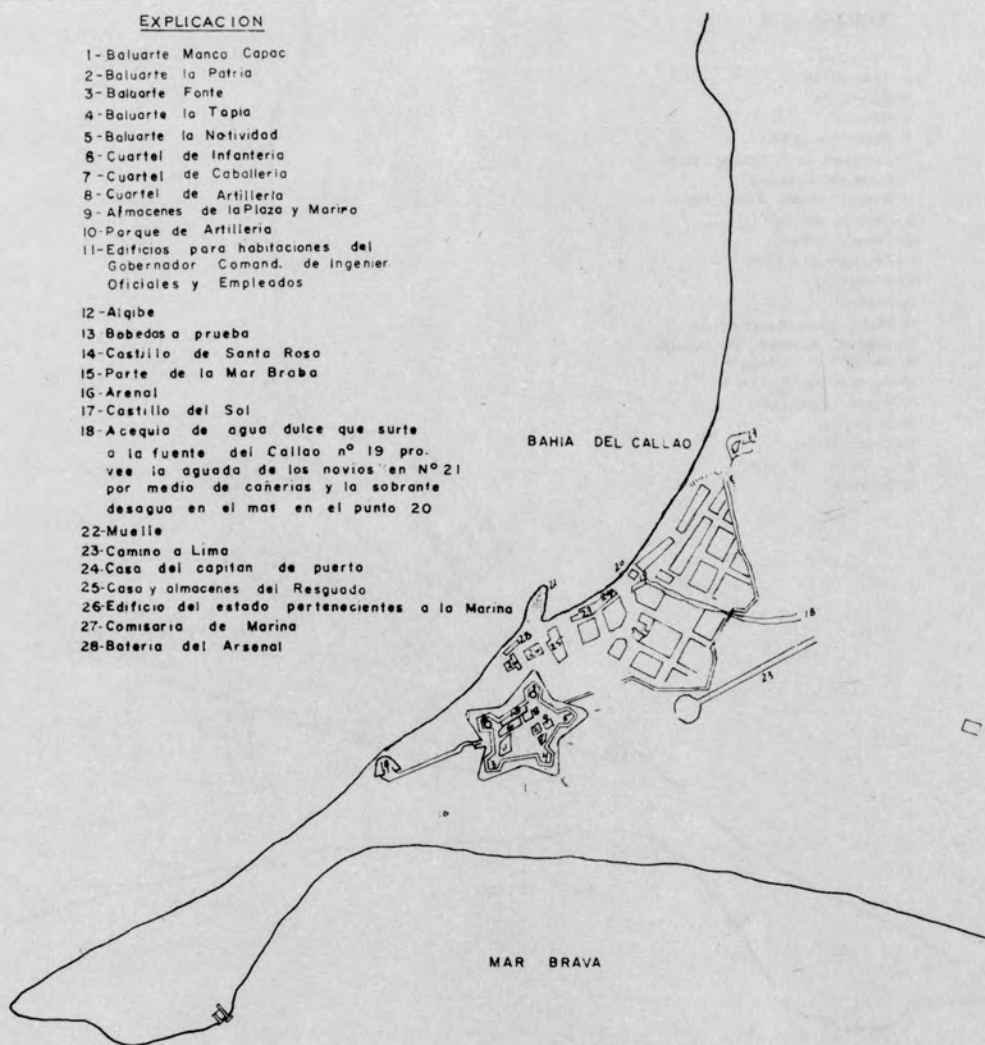 EXPLICACION
1-Baluarte Manco Capac
2-Baluarte la Patria
3-Baluarte Fonte
4-Baluarte la Tapia
5-Baluarte la Natividad
6-Cuartel de Infanteria
7-Cuartel de Caballeria
8-Cuartel de Artilleria
9-Almacenes de la Plaza y Marina
10-Parque de Artilleria
11-Edificios para habitaciones del
Gobernador Comand. de Ingenier.
Oficiales y Empleados
12-Algibe
13 Bobedas a prueba
14-Castillo de Santa Rosa
15-Parte de la Mar Braba
16-Arenal
17-Castillo del Sol
18-Acequia de agua dulce que surte
a la fuente del Callao nº 19 pro.
vee la aguada de los navios en Nº 21
por medio de cañerias y la sobrante
desagua en el mas en el punto 20
22-Muelle
23-Camino a Lima
24-Casa del capitan de puerto
25-Casa y almacenes del Resguado
26-Edificio del estado pertenecientes a la Marina
27-Comisaria de Marina
28-Bateria del Arsenal
BAHIA DEL CALLAO
20
18
23
16
MAR BRAVA